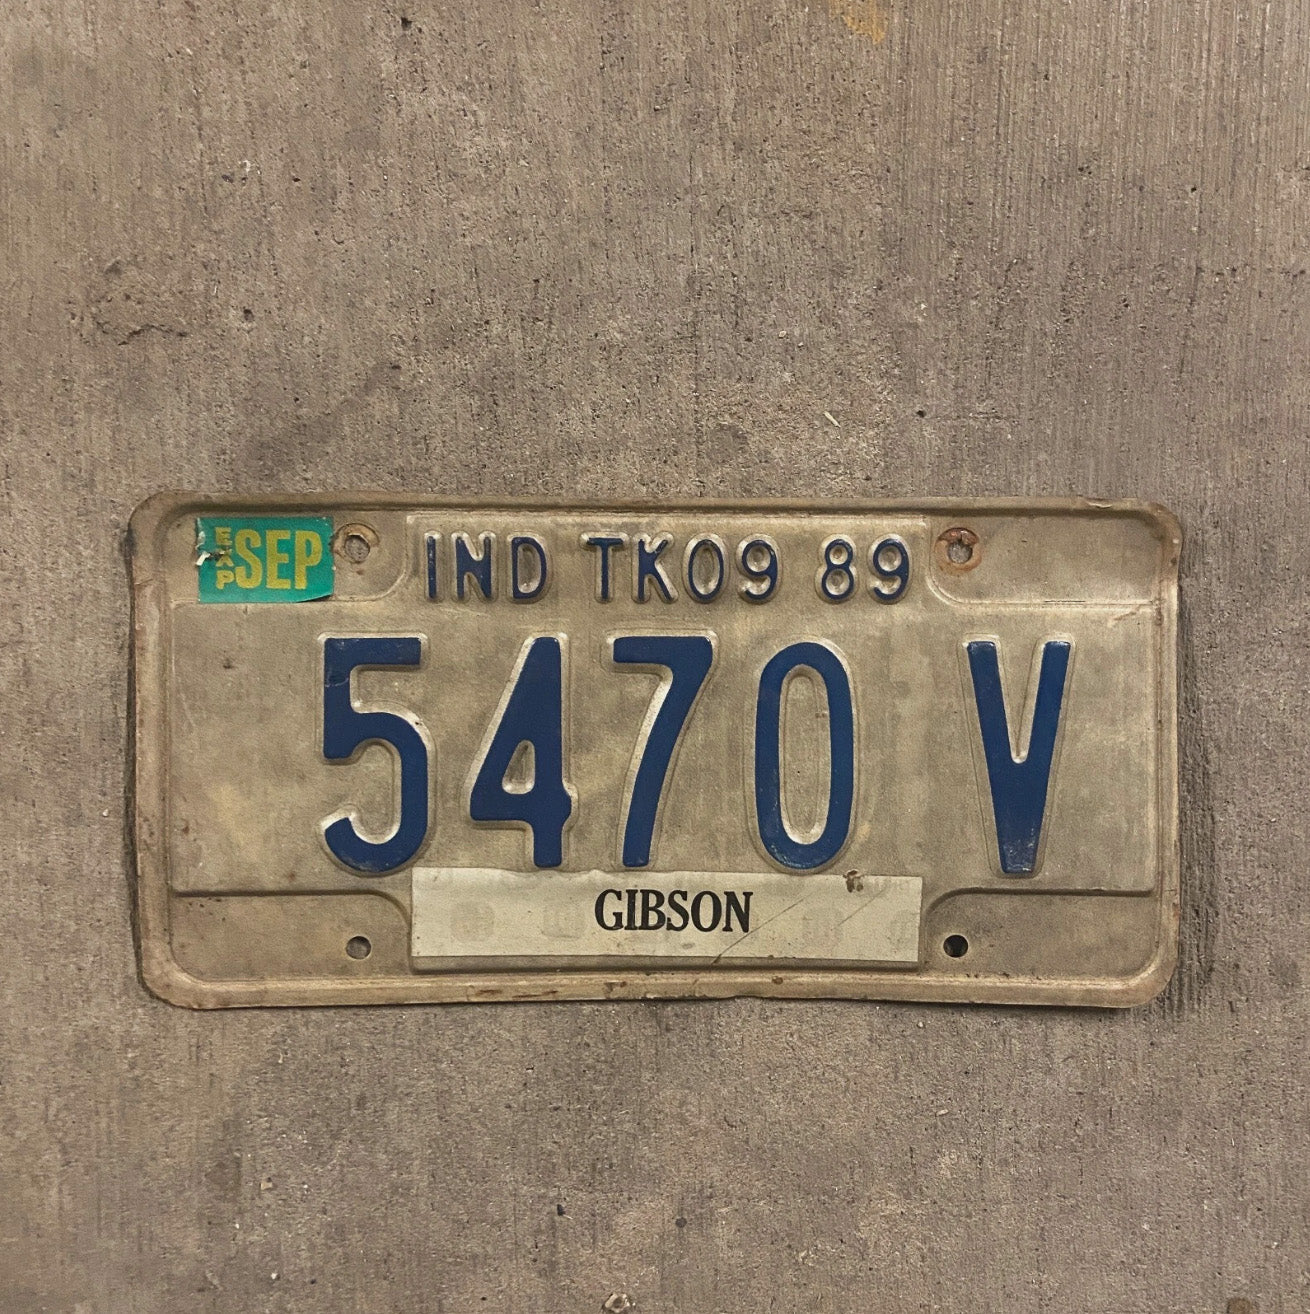 EXP SEP
IND TK09 89
5470 V
GIBSON